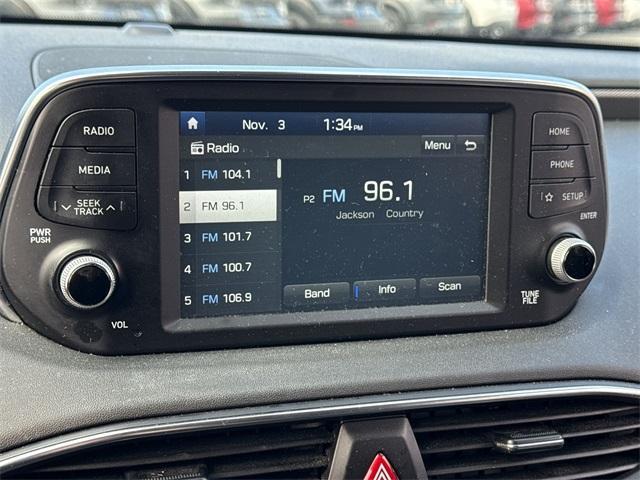 Nov. 3 1:34 PM
Radio Menu
1 FM 104.1
2 FM 96.1
3 FM 101.7
4 FM 100.7
5 FM 106.9
P2 FM 96.1
Jackson Country
Band Info Scan
RADIO
MEDIA
SEEK
TRACK
PWR
PUSH
VOL
HOME
PHONE
SETUP
ENTER
TUNE
FILE